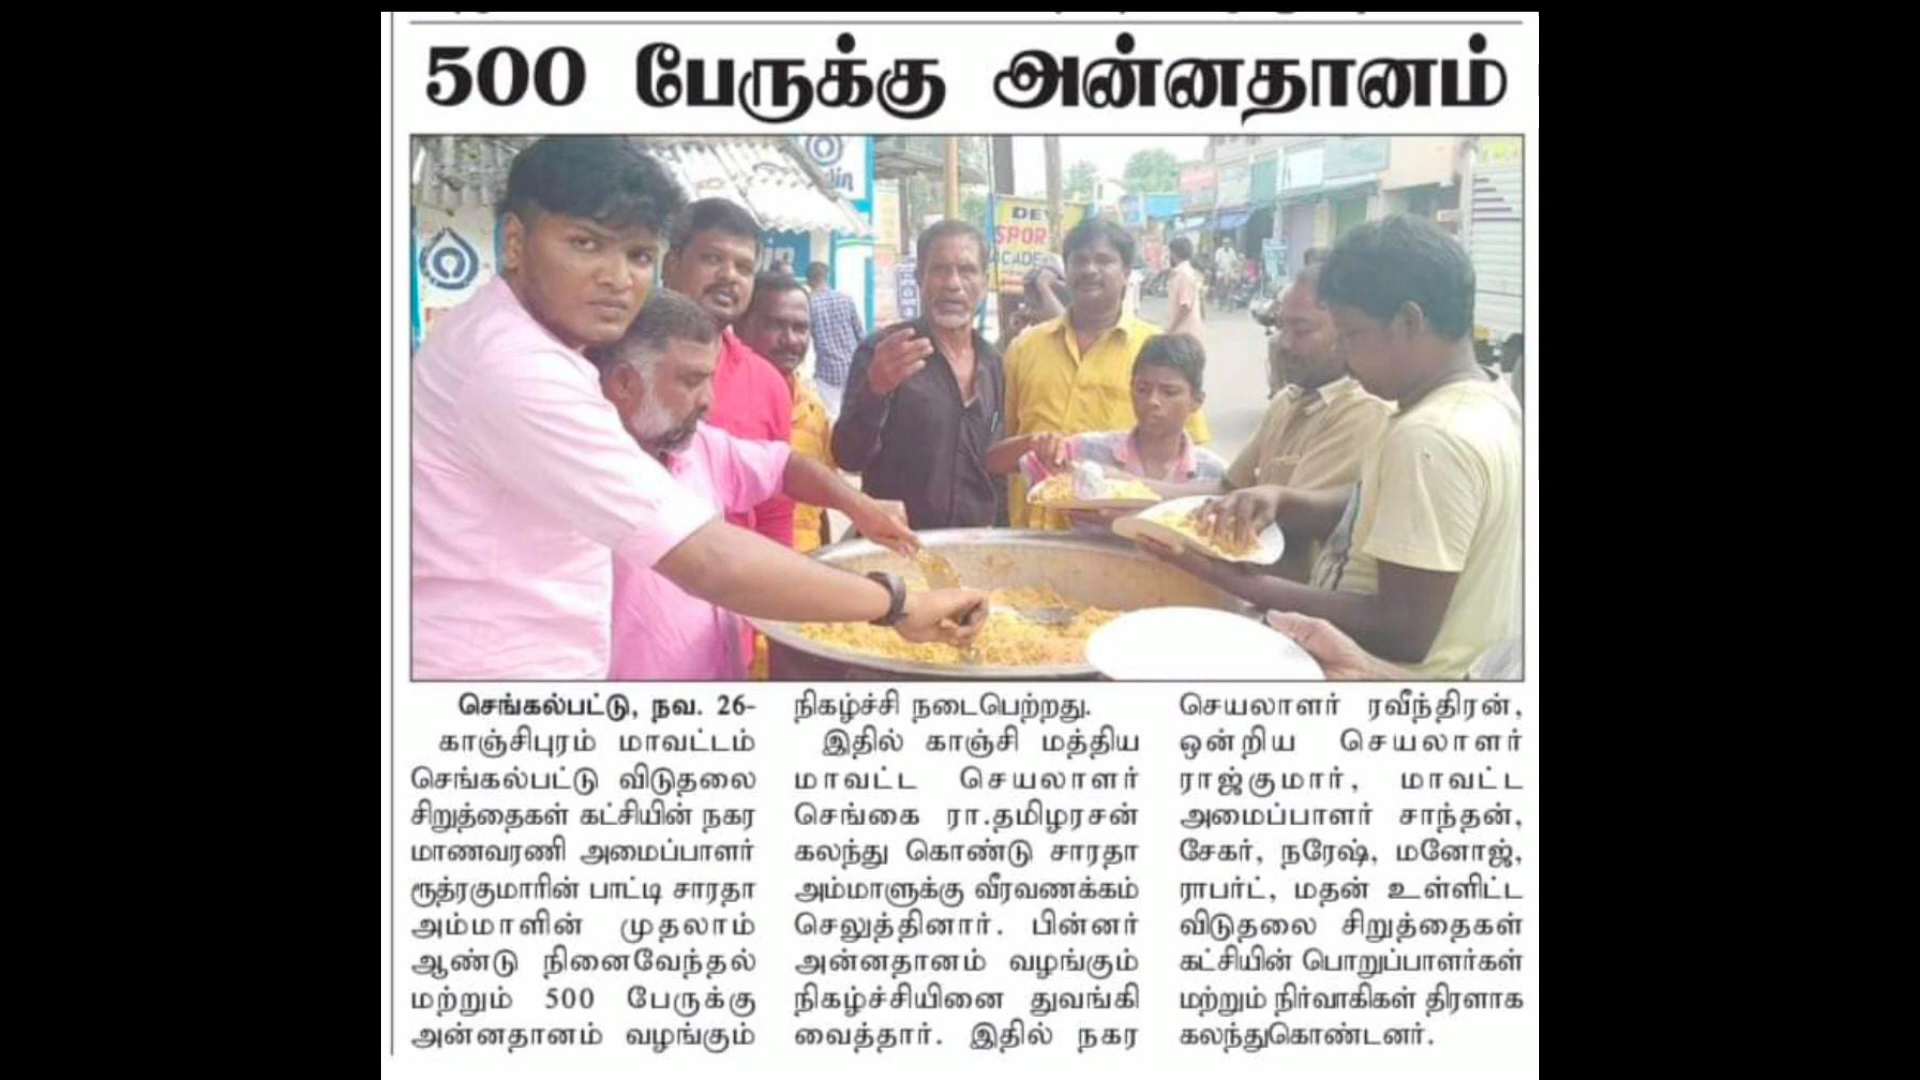 500 பேருக்கு அன்னதானம்
DE
SPOR
ACADE
செங்கல்பட்டு, நவ. 26-
காஞ்சிபுரம் மாவட்டம்
செங்கல்பட்டு விடுதலை
சிறுத்தைகள் கட்சியின் நகர
மாணவரணி அமைப்பாளர்
ருத்ரகுமாரின் பாட்டி சாரதா
அம்மாளின் முதலாம்
ஆண்டு நினைவேந்தல்
மற்றும் 500 பேருக்கு
அன்னதானம் வழங்கும்
நிகழ்ச்சி நடைபெற்றது.
இதில் காஞ்சி மத்திய
மாவட்ட செயலாளர்
செங்கை ரா.தமிழரசன்
கலந்து கொண்டு சாரதா
அம்மாளுக்கு வீரவணக்கம்
செலுத்தினார். பின்னர்
அன்னதானம் வழங்கும்
நிகழ்ச்சியினை துவங்கி
வைத்தார். இதில் நகர
செயலாளர் ரவீந்திரன்,
ஒன்றிய செயலாளர்
ராஜ்குமார், மாவட்ட
அமைப்பாளர் சாந்தன்,
சேகர், நரேஷ், மனோஜ்,
ராபர்ட், மதன் உள்ளிட்ட
விடுதலை சிறுத்தைகள்
கட்சியின் பொறுப்பாளர்கள்
மற்றும் நிர்வாகிகள் திரளாக
கலந்துகொண்டனர்.